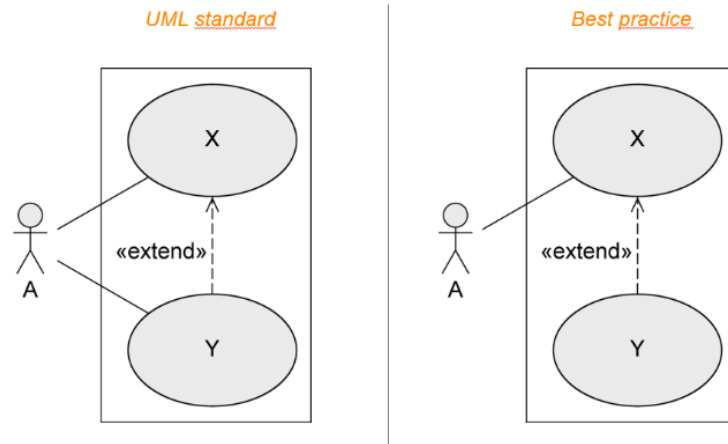 UML standard
X
«extend»
A
Y
Best practice
X
«extend»
A
Y